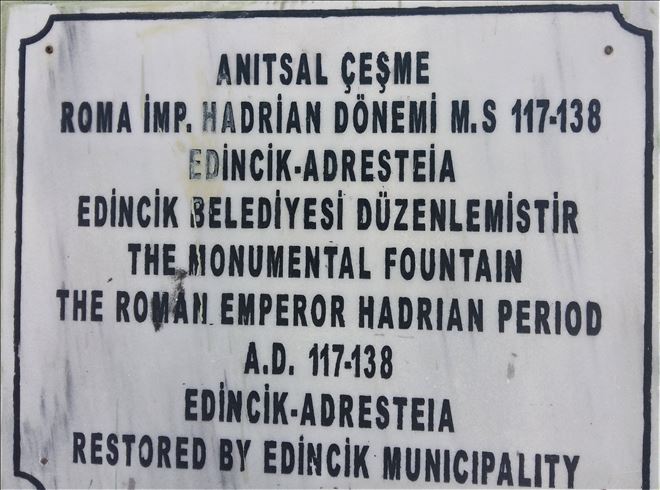 ANITSAL ÇEŞME
ROMA İMP. HADRİAN DÖNEMİ M.S 117-138
EDİNCİK-ADRESTEİA
EDİNCİK BELEDİYESİ DÜZENLEMİSTİR
THE MONUMENTAL FOUNTAIN
THE ROMAN EMPEROR HADRIAN PERIOD
A.D. 117-138
EDİNCİK-ADRESTEIA
RESTORED BY EDİNCİK MUNICIPALITY